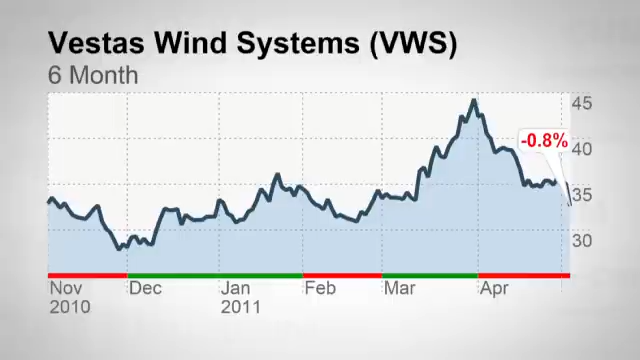 Vestas Wind Systems (VWS)
6 Month
45
-0.8%
40
35
30
Nov Dec Jan Feb Mar Apr
2010 2011